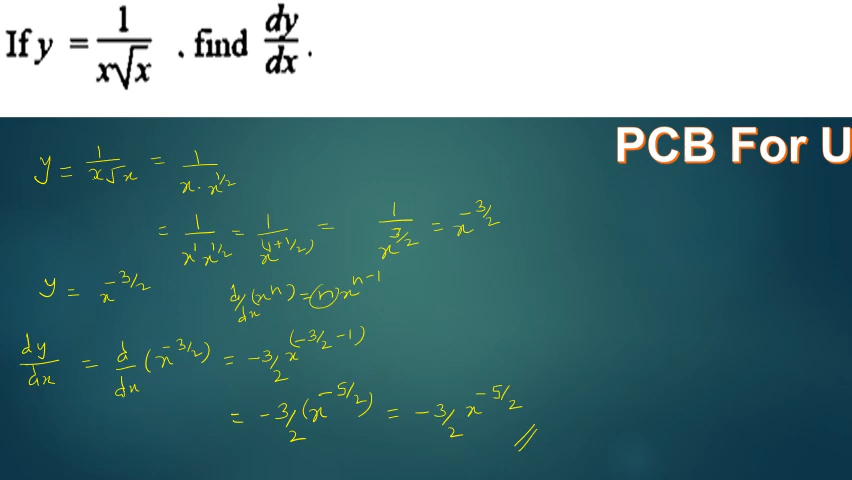 If y = 1/(x√x) . find dy/dx .
PCB For U
y = 1/(x√x) = 1/(x · x^1/2)
= 1/(x^1 x^1/2) = 1/x^(1+1/2) = 1/x^3/2 = x^-3/2
y = x^-3/2 d/dx (x^n) = (n) x^n-1
dy/dx = d/dx (x^-3/2) = -3/2 x^(-3/2 -1)
= -3/2 (x^-5/2) = -3/2 x^-5/2 //